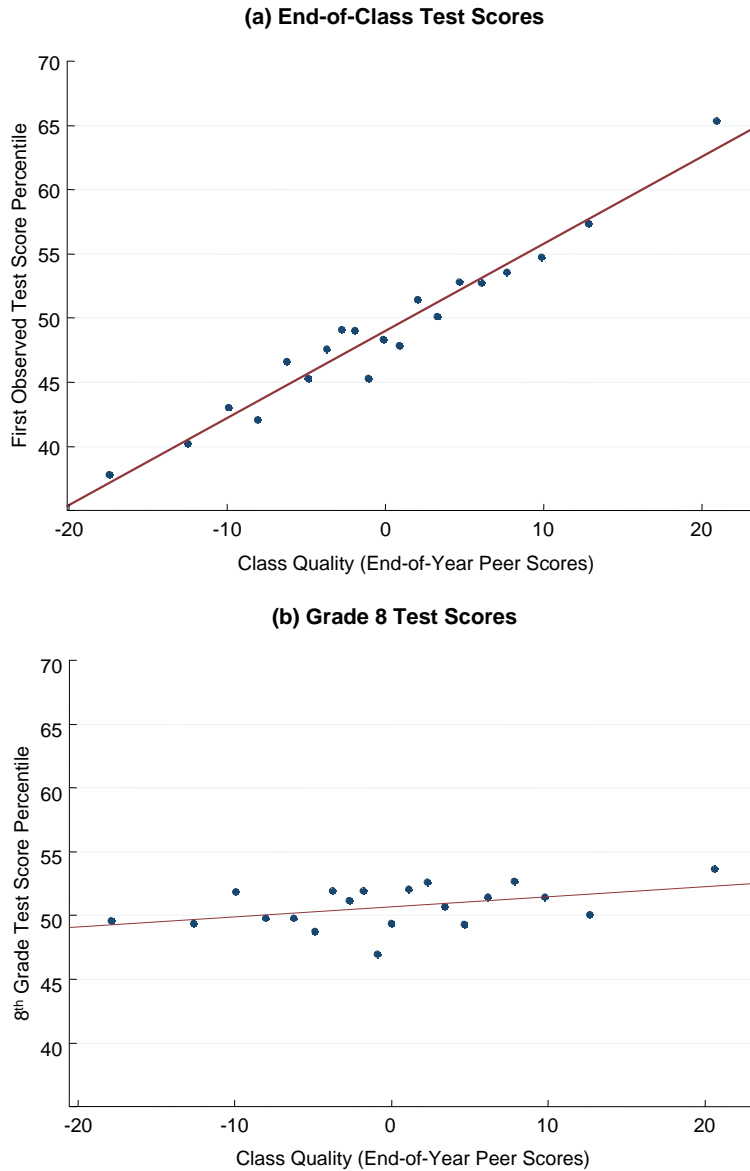 (a) End-of-Class Test Scores
70
65
60
55
50
45
40
First Observed Test Score Percentile
-20 -10 0 10 20
Class Quality (End-of-Year Peer Scores)
(b) Grade 8 Test Scores
70
65
60
55
50
45
40
8th Grade Test Score Percentile
-20 -10 0 10 20
Class Quality (End-of-Year Peer Scores)